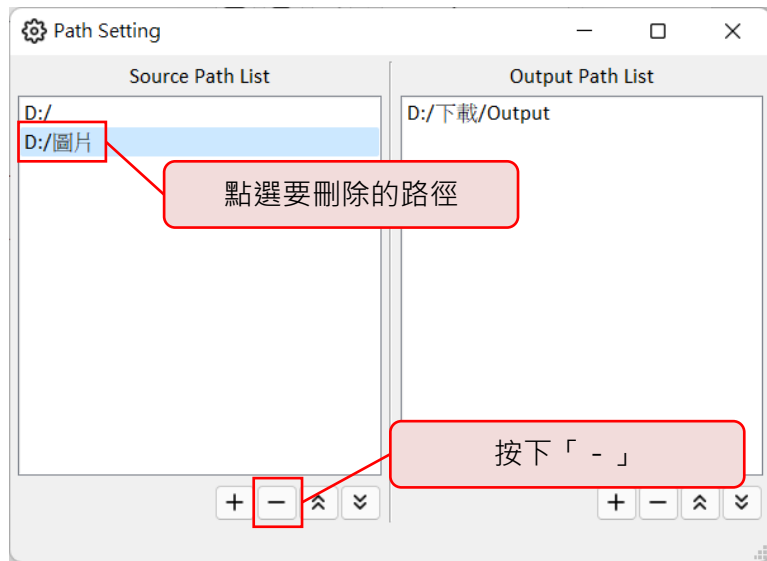 Path Setting
Source Path List
Output Path List
D:/
D:/圖片
D:/下載/Output
點選要刪除的路徑
按下「 - 」